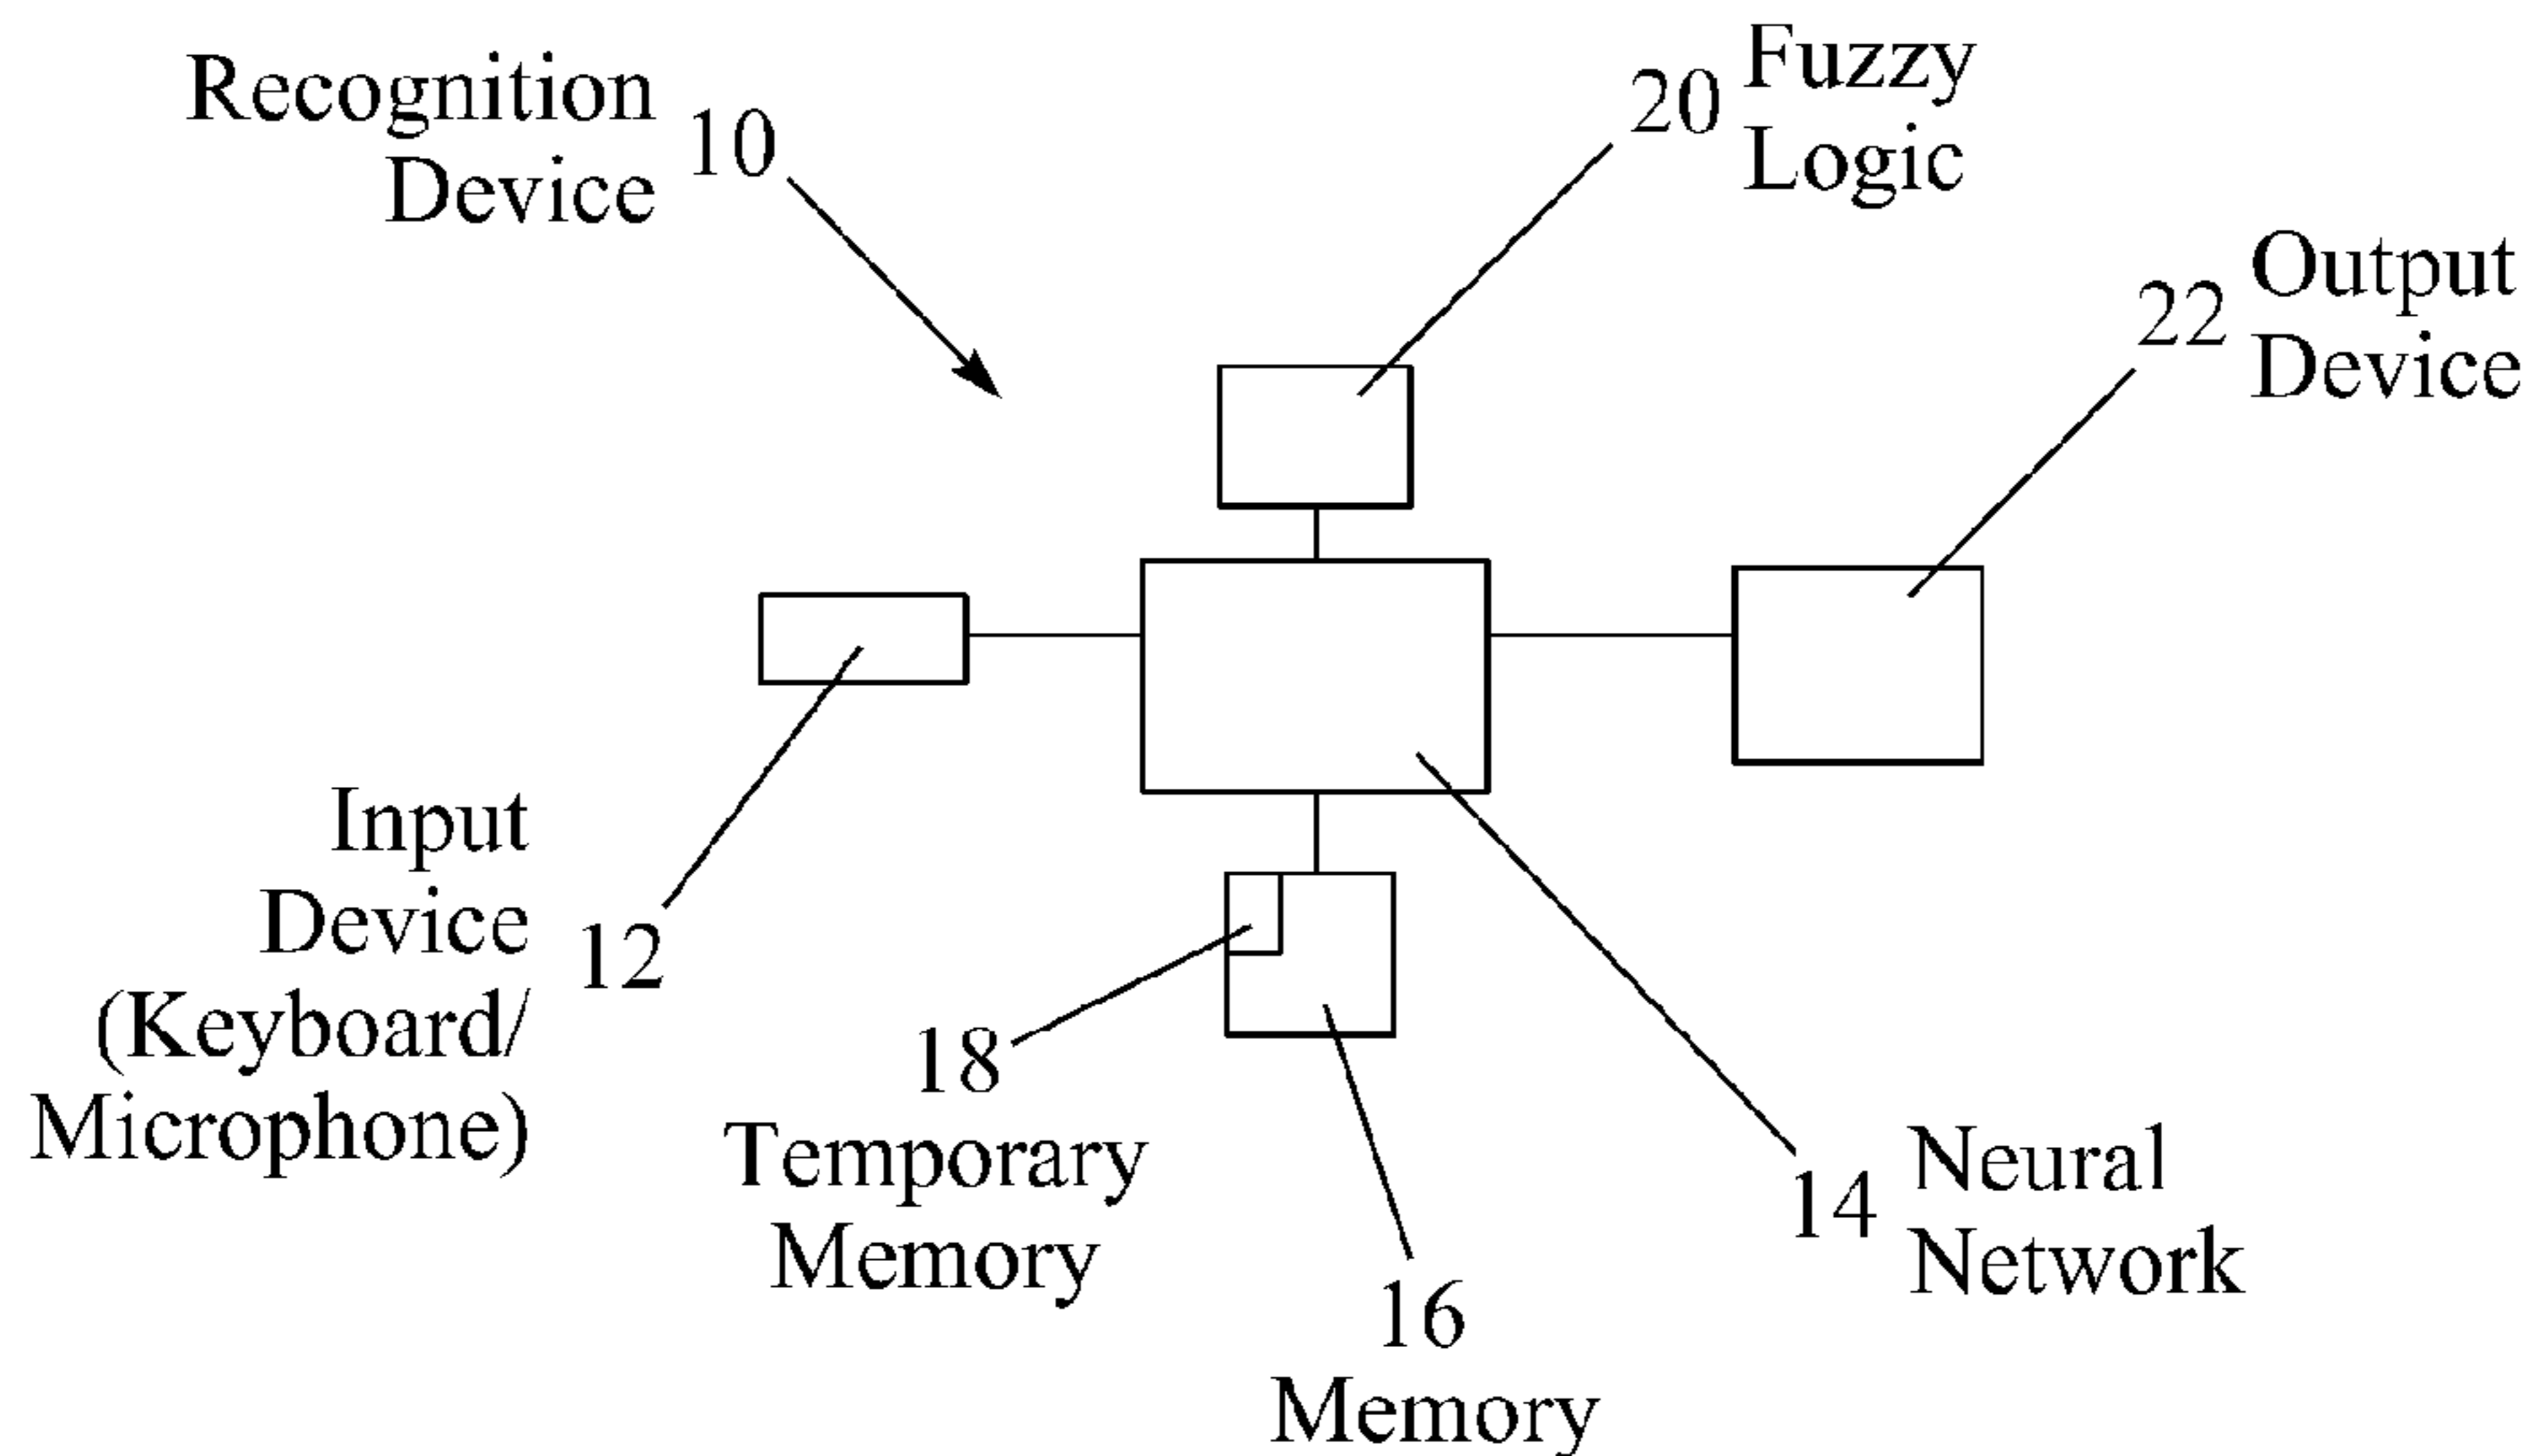 Recognition
Device
10
20
Fuzzy
Logic
22
Output
Device
Input
Device
(Keyboard/
Microphone)
12
18
Temporary
Memory
16
Memory
14
Neural
Network